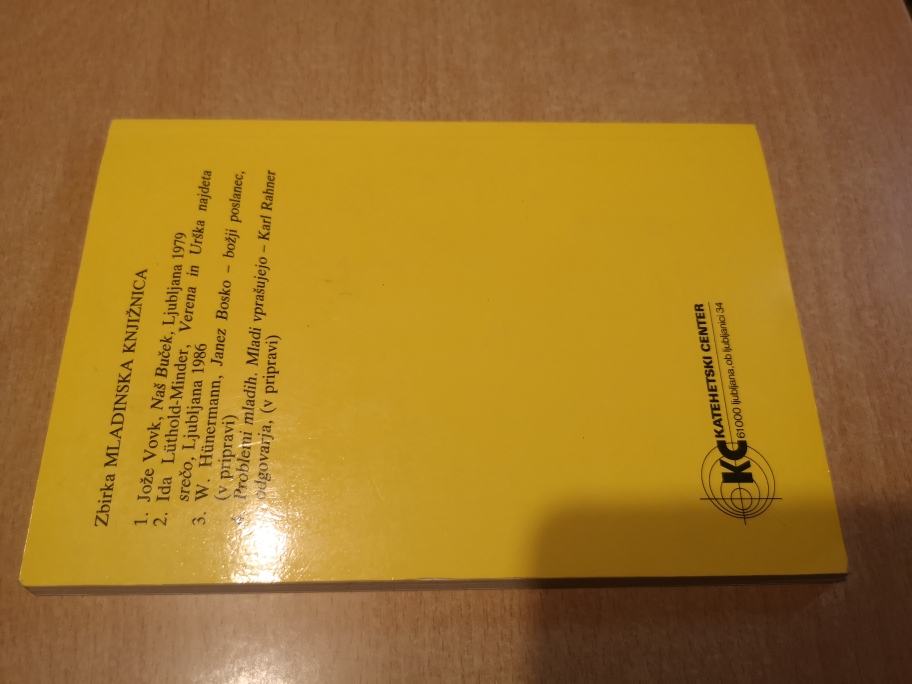 Zbirka MLADINSKA KNJIŽNICA
1. Jože Vovk, Naš Buček, Ljubljana 1979
2. Ida Lüthold-Minder, Verena in Urška najdeta
srečo, Ljubljana 1986
3. W. Hünermann, Janez Bosko – božji poslanec,
(v pripravi)
Problemi mladih. Mladi vprašujejo – Karl Rahner
odgovarja, (v pripravi)
KC
KATEHETSKI CENTER
61000 ljubljana, ob ljubljanici 34